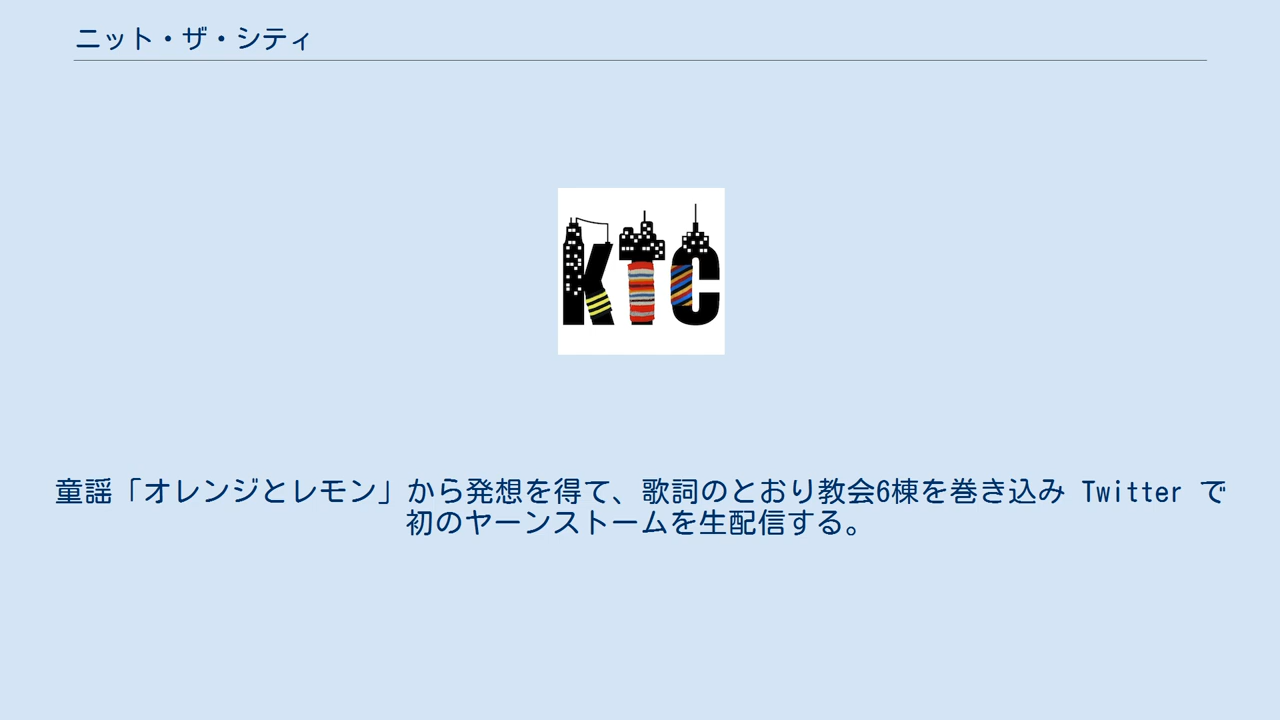 ニット・ザ・シティ
KTC
童謡「オレンジとレモン」から発想を得て、歌詞のとおり教会6棟を巻き込み Twitter で
初のヤーンストームを生配信する。